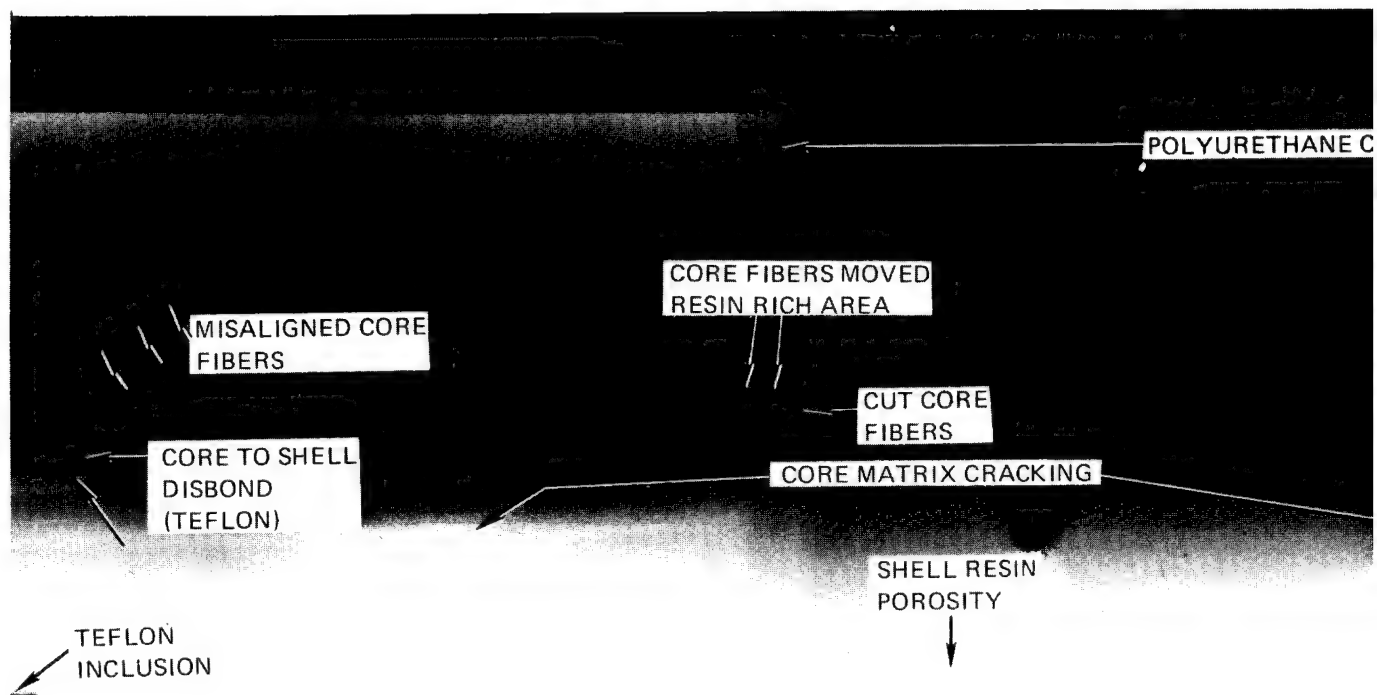 POLYURETHANE C
CORE FIBERS MOVED
RESIN RICH AREA
MISALIGNED CORE
FIBERS
CUT CORE
FIBERS
CORE TO SHELL
DISBOND
(TEFLON)
CORE MATRIX CRACKING
SHELL RESIN
POROSITY
TEFLON
INCLUSION